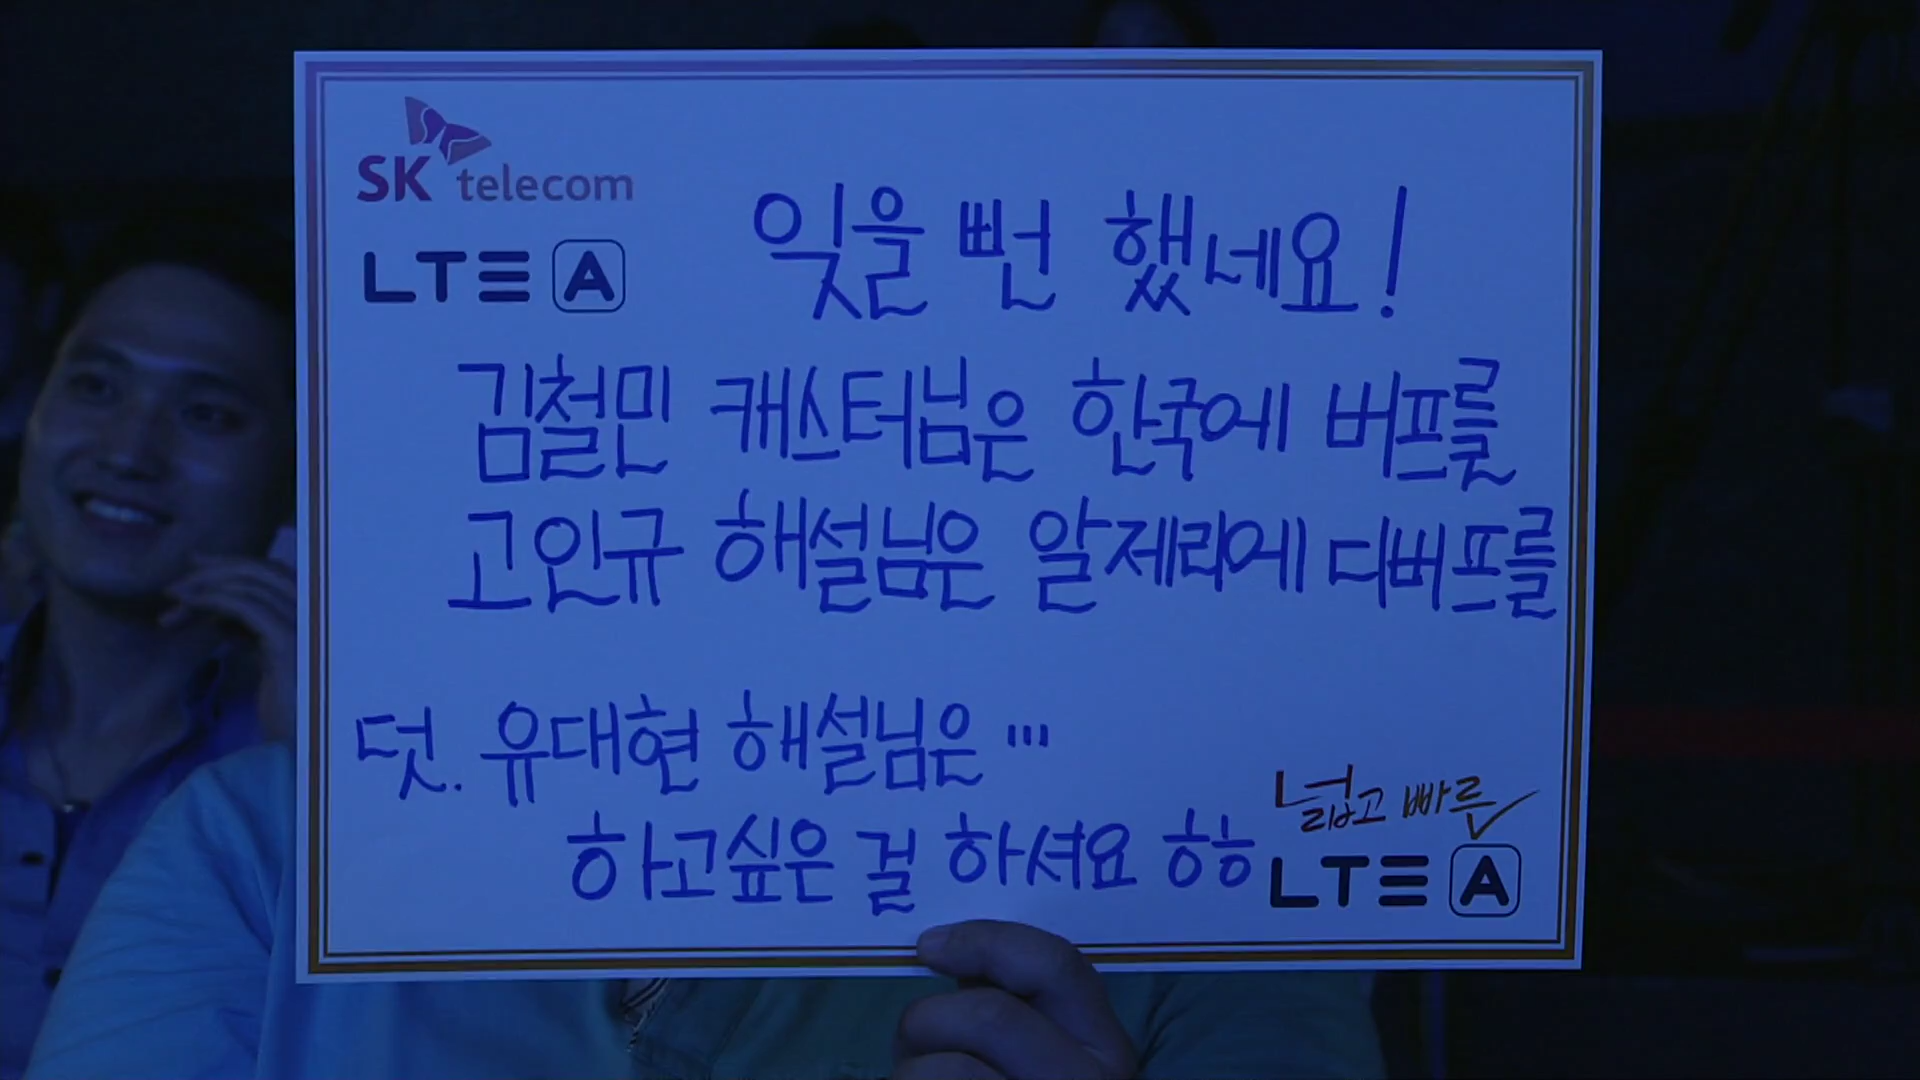 SK telecom
LTE A
잊을 뻔 했네요!
김철민 캐스터님은 한국에 버프를
고인규 해설님은 알제리에 디버프를
덧. 유대현 해설님은 ...
하고싶은 걸 하셔요 ㅎㅎ
넓고 빠른
LTE A